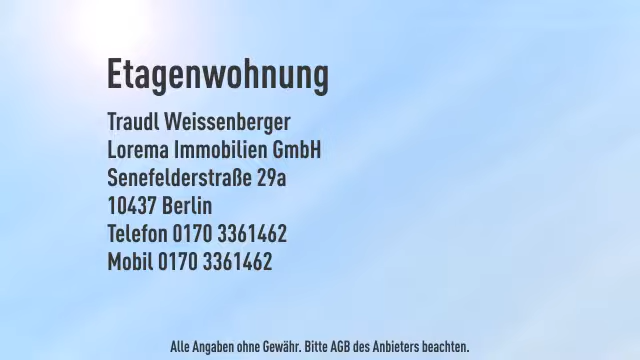 Etagenwohnung
Traudl Weissenberger
Lorema Immobilien GmbH
Senefelderstraße 29a
10437 Berlin
Telefon 0170 3361462
Mobil 0170 3361462
Alle Angaben ohne Gewähr. Bitte AGB des Anbieters beachten.